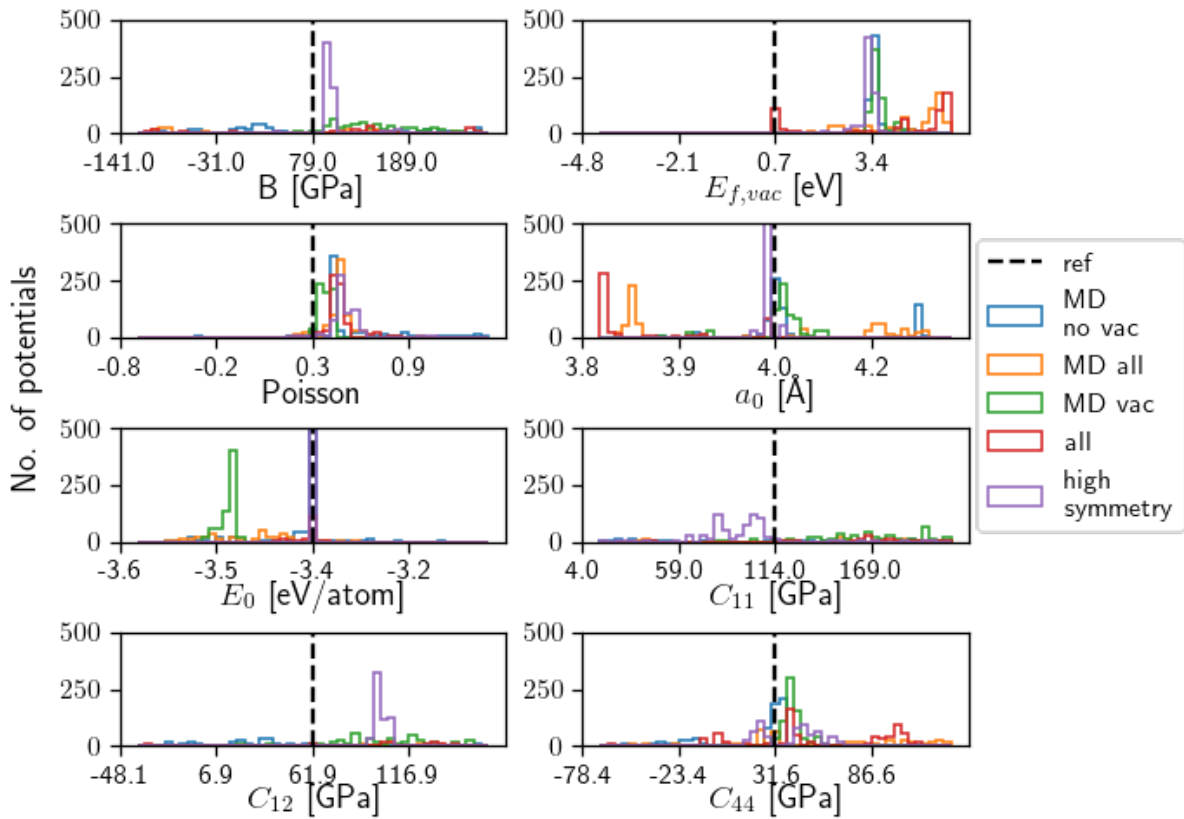 500
250
0
-141.0 -31.0 79.0 189.0
B [GPa]
500
250
0
-4.8 -2.1 0.7 3.4
E_{f,vac} [eV]
500
250
0
-0.8 -0.2 0.3 0.9
Poisson
500
250
0
3.8 3.9 4.0 4.2
a_0 [Å]
No. of potentials
500
250
0
-3.6 -3.5 -3.4 -3.2
E_0 [eV/atom]
500
250
0
4.0 59.0 114.0 169.0
C_{11} [GPa]
500
250
0
-48.1 6.9 61.9 116.9
C_{12} [GPa]
500
250
0
-78.4 -23.4 31.6 86.6
C_{44} [GPa]
ref
MD
no vac
MD all
MD vac
all
high
symmetry